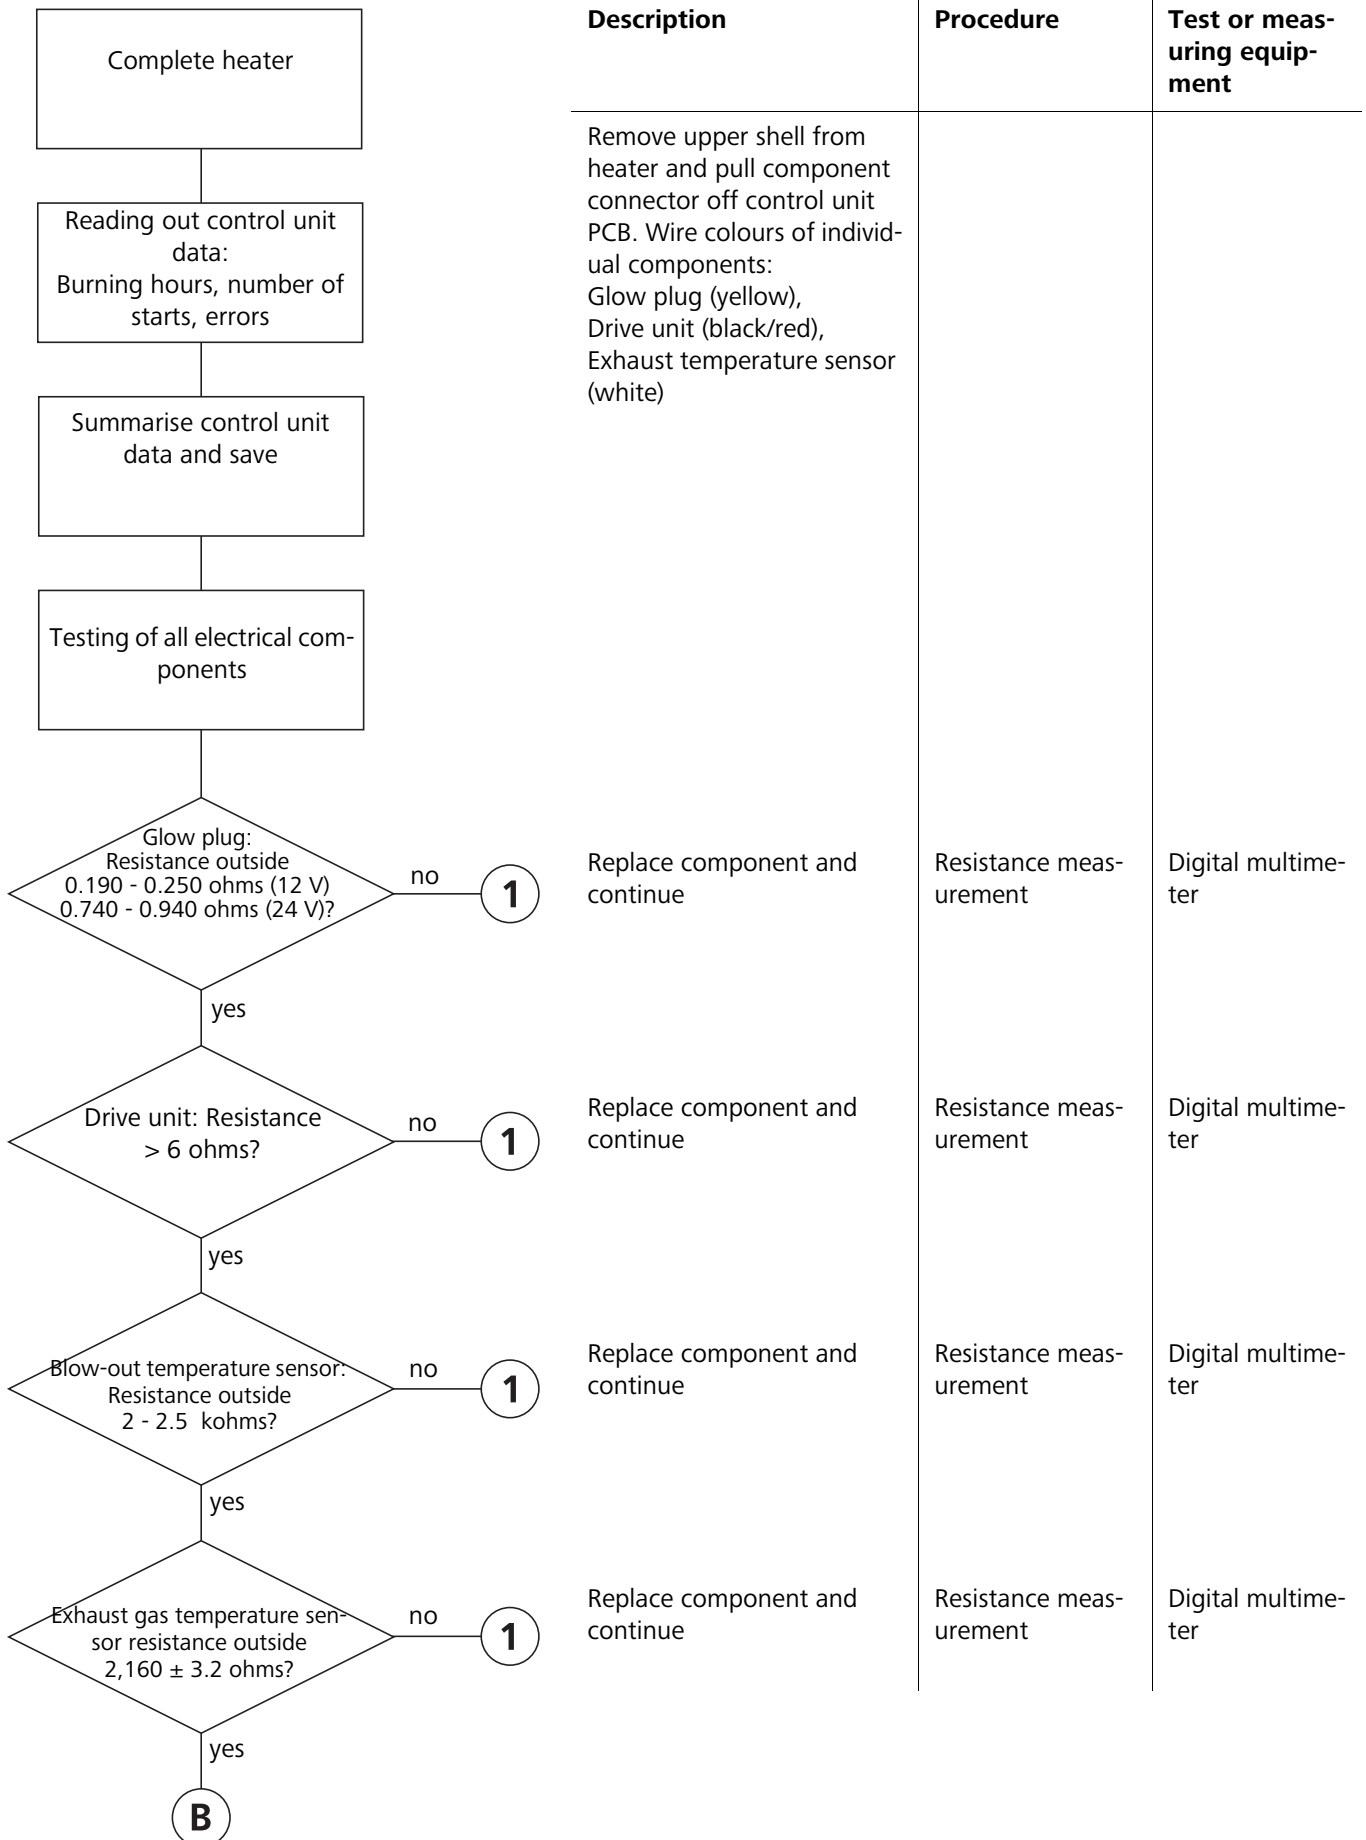 Complete heater
Reading out control unit
data:
Burning hours, number of
starts, errors
Summarise control unit
data and save
Testing of all electrical com-
ponents
Glow plug:
Resistance outside
0.190 - 0.250 ohms (12 V)
0.740 - 0.940 ohms (24 V)?
no
1
yes
Drive unit: Resistance
> 6 ohms?
no
1
yes
Blow-out temperature sensor:
Resistance outside
2 - 2.5 kohms?
no
1
yes
Exhaust gas temperature sen-
sor resistance outside
2,160 ± 3.2 ohms?
no
1
yes
B
Description
Procedure
Test or meas-
uring equip-
ment
Remove upper shell from
heater and pull component
connector off control unit
PCB. Wire colours of individ-
ual components:
Glow plug (yellow),
Drive unit (black/red),
Exhaust temperature sensor
(white)
Replace component and
continue
Resistance meas-
urement
Digital multime-
ter
Replace component and
continue
Resistance meas-
urement
Digital multime-
ter
Replace component and
continue
Resistance meas-
urement
Digital multime-
ter
Replace component and
continue
Resistance meas-
urement
Digital multime-
ter